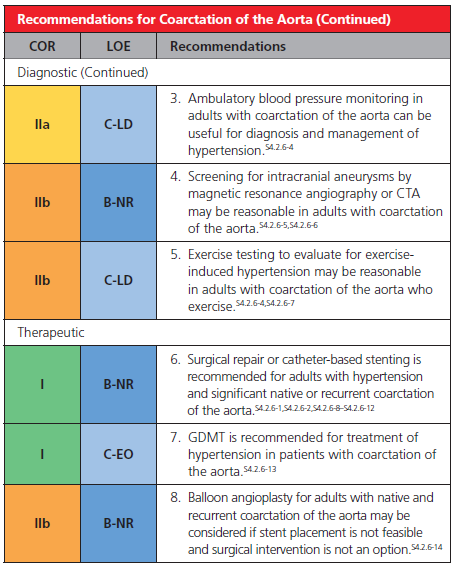 Recommendations for Coarctation of the Aorta (Continued)
COR LOE Recommendations
Diagnostic (Continued)
IIa C-LD 3. Ambulatory blood pressure monitoring in
adults with coarctation of the aorta can be
useful for diagnosis and management of
hypertension.S4.2.6-4
IIb B-NR 4. Screening for intracranial aneurysms by
magnetic resonance angiography or CTA
may be reasonable in adults with coarctation
of the aorta.S4.2.6-5,S4.2.6-6
IIb C-LD 5. Exercise testing to evaluate for exercise-
induced hypertension may be reasonable
in adults with coarctation of the aorta who
exercise.S4.2.6-4,S4.2.6-7
Therapeutic
I B-NR 6. Surgical repair or catheter-based stenting is
recommended for adults with hypertension
and significant native or recurrent coarctation
of the aorta.S4.2.6-1,S4.2.6-2,S4.2.6-8–S4.2.6-12
I C-EO 7. GDMT is recommended for treatment of
hypertension in patients with coarctation of
the aorta.S4.2.6-13
IIb B-NR 8. Balloon angioplasty for adults with native and
recurrent coarctation of the aorta may be
considered if stent placement is not feasible
and surgical intervention is not an option.S4.2.6-14